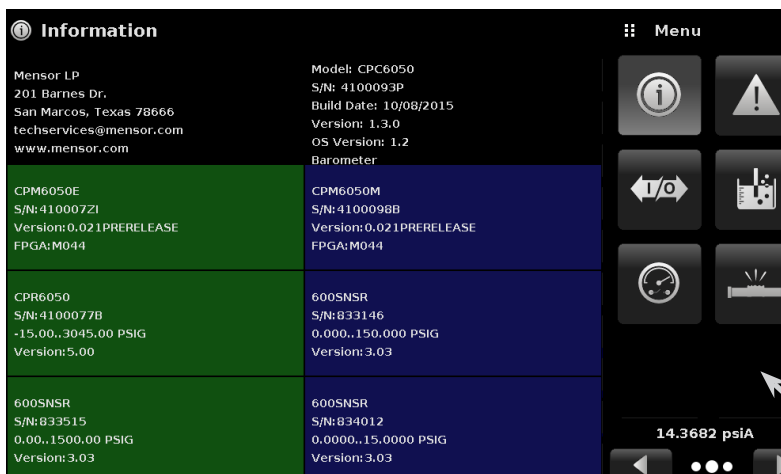 Information
Mensor LP
201 Barnes Dr.
San Marcos, Texas 78666
techservices@mensor.com
www.mensor.com
Model: CPC6050
S/N: 4100093P
Build Date: 10/08/2015
Version: 1.3.0
OS Version: 1.2
Barometer
CPM6050E
S/N:410007ZI
Version:0.021PRERELEASE
FPGA:M044
CPM6050M
S/N:4100098B
Version:0.021PRERELEASE
FPGA:M044
CPR6050
S/N:4100077B
-15.00..3045.00 PSIG
Version:5.00
600SNSR
S/N:833146
0.000..150.000 PSIG
Version:3.03
600SNSR
S/N:833515
0.00..1500.00 PSIG
Version:3.03
600SNSR
S/N:834012
0.0000..15.0000 PSIG
Version:3.03
Menu
I/O
14.3682 psiA